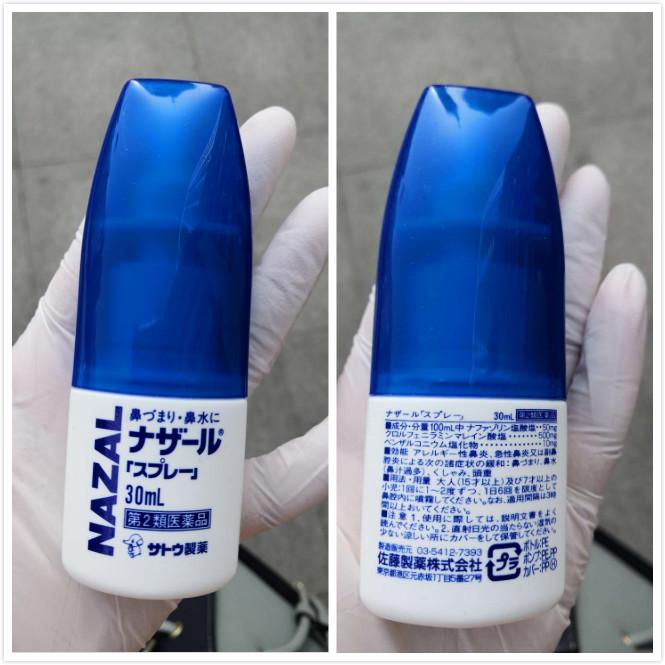 NAZAL
鼻づまり・鼻水に
ナザール®
「スプレー」
30mL
第2類医薬品
サトウ製薬
ナザール「スプレー」 30mL 第2類医薬品
■成分・分量 100mL中 ナファゾリン塩酸塩‥50mg
クロルフェニラミンマレイン酸塩‥‥‥‥500mg
ベンザルコニウム塩化物‥‥‥‥‥‥‥10mg
■効能 アレルギー性鼻炎、急性鼻炎又は副鼻
腔炎による次の諸症状の緩和:鼻づまり、鼻水
(鼻汁過多)、くしゃみ、頭重
■用法・用量 大人(15才以上)及び7才以上の
小児:1回に1〜2度ずつ、1日6回を限度として
鼻腔内に噴霧してください。なお、適用間隔は3時
間以上おいてください。
■注意 1.使用に際しては、説明文書をよく
読んでください。2.直射日光の当たらない湿気の
少ない涼しい所にカバーをして保管してください。
製造販売元 03-5412-7393
佐藤製薬株式会社
東京都港区元赤坂1丁目5番27号
プラ
ボトル:PE
ポンプ:PE,PP
カバー:PP Ⓗ